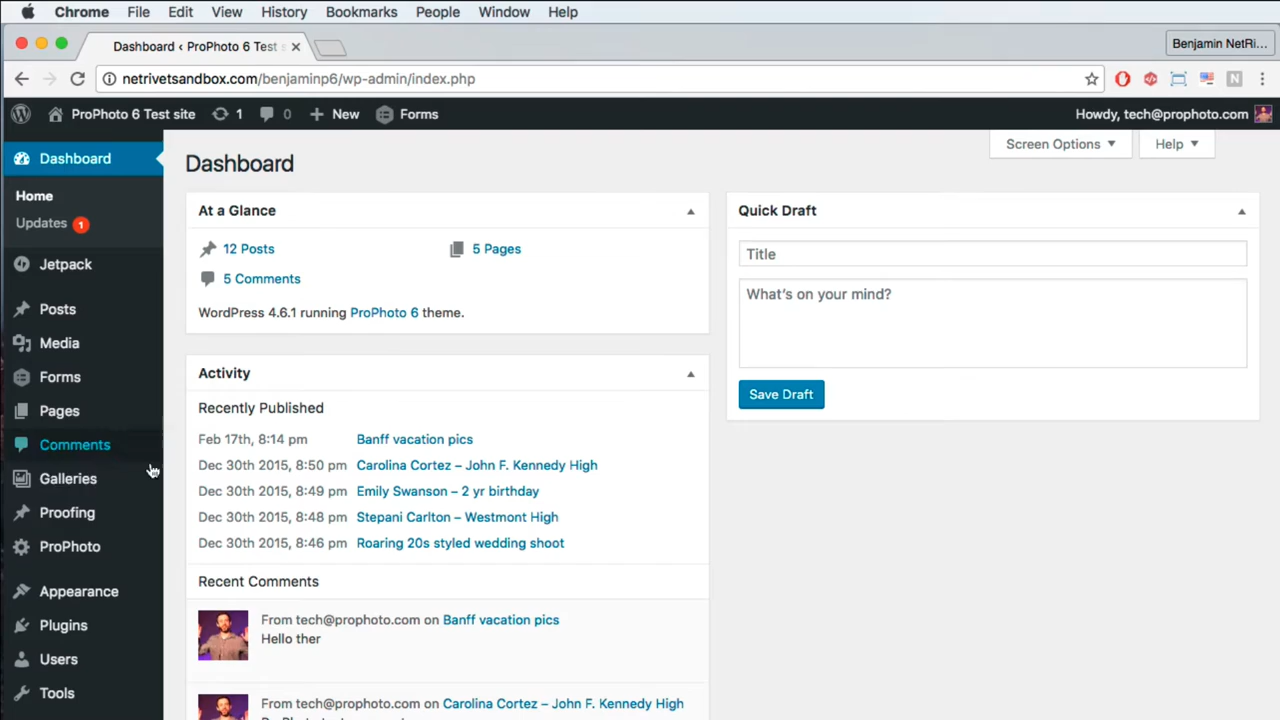 Chrome File Edit View History Bookmarks People Window Help
Dashboard ‹ ProPhoto 6 Test
Benjamin NetRi...
netrivetsandbox.com/benjaminp6/wp-admin/index.php
N
ProPhoto 6 Test site 1 0 New Forms Howdy, tech@prophoto.com
Dashboard
Home
Updates 1
Jetpack
Posts
Media
Forms
Pages
Comments
Galleries
Proofing
ProPhoto
Appearance
Plugins
Users
Tools
Screen Options Help
Dashboard
At a Glance
12 Posts 5 Pages
5 Comments
WordPress 4.6.1 running ProPhoto 6 theme.
Activity
Recently Published
Feb 17th, 8:14 pm Banff vacation pics
Dec 30th 2015, 8:50 pm Carolina Cortez – John F. Kennedy High
Dec 30th 2015, 8:49 pm Emily Swanson – 2 yr birthday
Dec 30th 2015, 8:48 pm Stepani Carlton – Westmont High
Dec 30th 2015, 8:46 pm Roaring 20s styled wedding shoot
Recent Comments
From tech@prophoto.com on Banff vacation pics
Hello ther
From tech@prophoto.com on Carolina Cortez – John F. Kennedy High
Quick Draft
Title
What's on your mind?
Save Draft